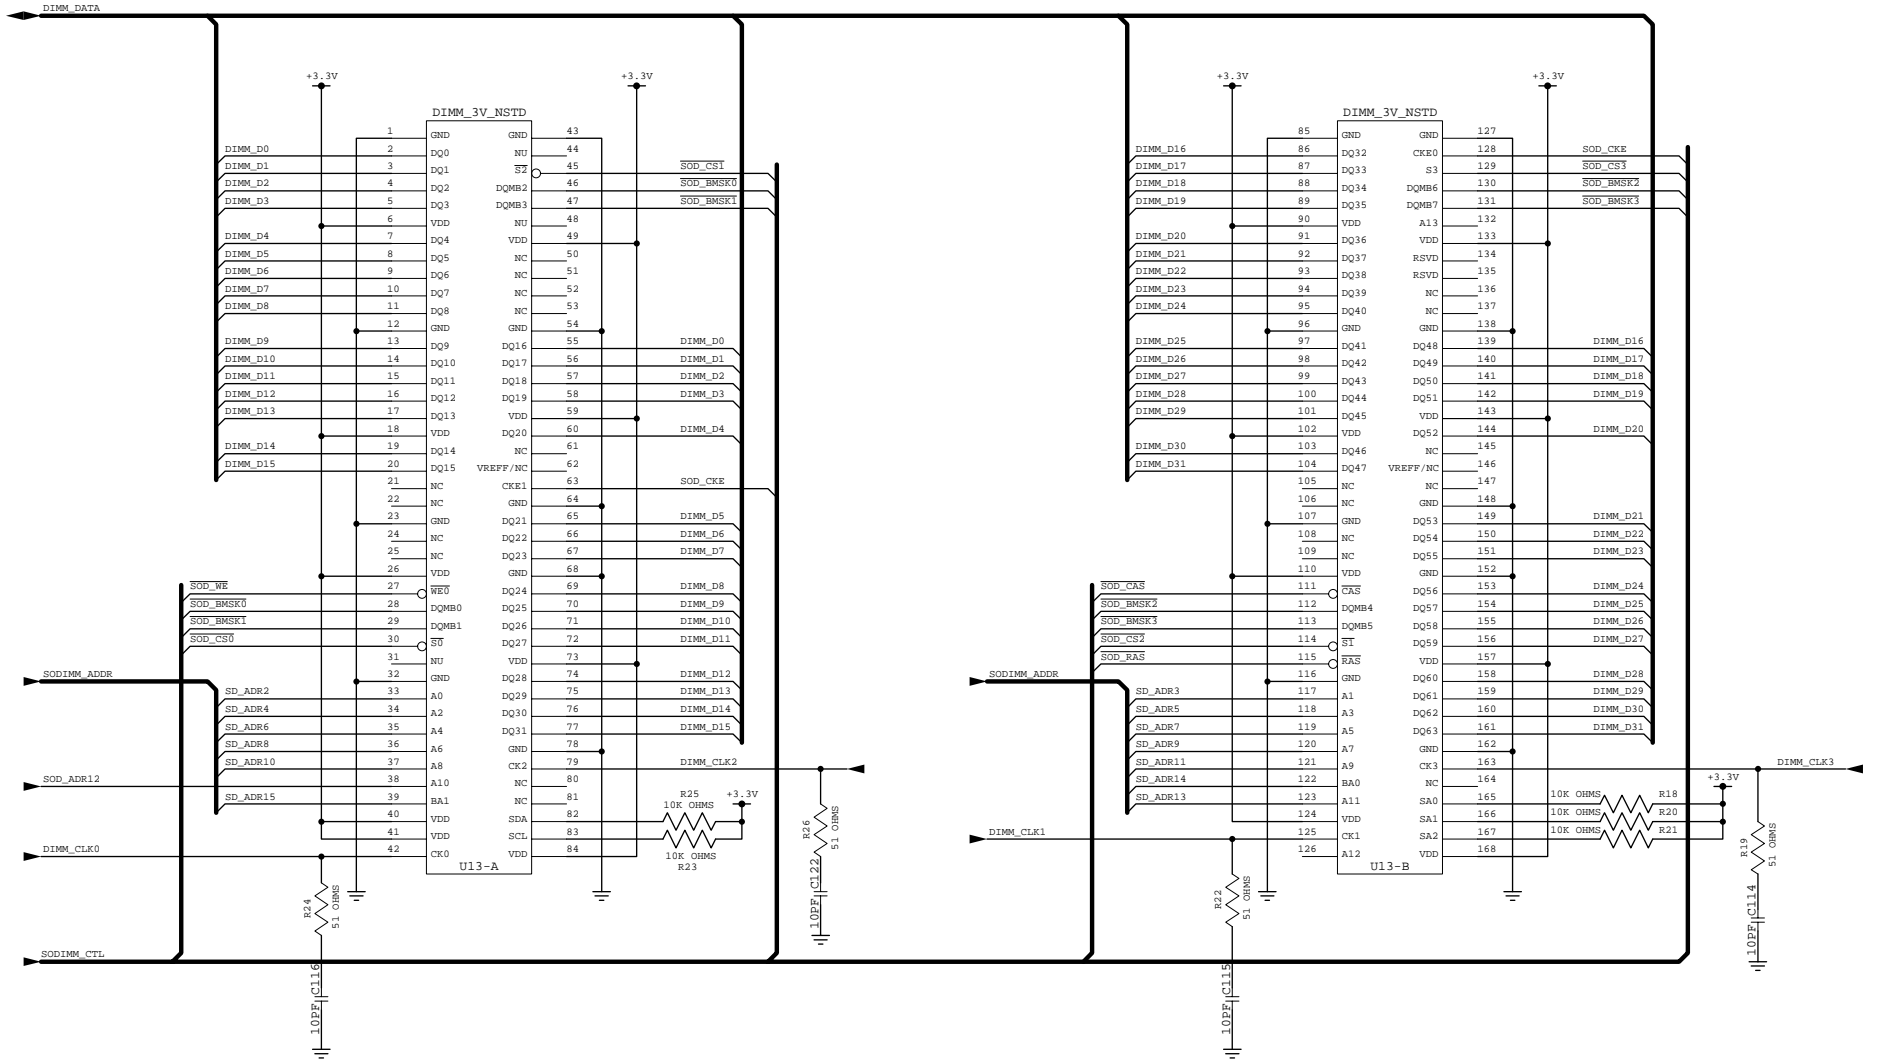 DIMM_DATA
+3.3V
+3.3V
+3.3V
+3.3V
DIMM_3V_NSTD
1 GND GND 43
DIMM_D0 2 DQ0 NU 44
DIMM_D1 3 DQ1 S2 45 SOD_CS1
DIMM_D2 4 DQ2 DQMB2 46 SOD_BMSK0
DIMM_D3 5 DQ3 DQMB3 47 SOD_BMSK1
6 VDD NU 48
DIMM_D4 7 DQ4 VDD 49
DIMM_D5 8 DQ5 NC 50
DIMM_D6 9 DQ6 NC 51
DIMM_D7 10 DQ7 NC 52
DIMM_D8 11 DQ8 NC 53
12 GND GND 54
DIMM_D9 13 DQ9 DQ16 55 DIMM_D0
DIMM_D10 14 DQ10 DQ17 56 DIMM_D1
DIMM_D11 15 DQ11 DQ18 57 DIMM_D2
DIMM_D12 16 DQ12 DQ19 58 DIMM_D3
DIMM_D13 17 DQ13 VDD 59
18 VDD DQ20 60 DIMM_D4
DIMM_D14 19 DQ14 NC 61
DIMM_D15 20 DQ15 VREFF/NC 62
21 NC CKE1 63 SOD_CKE
22 NC GND 64
23 GND DQ21 65 DIMM_D5
24 NC DQ22 66 DIMM_D6
25 NC DQ23 67 DIMM_D7
26 VDD GND 68
SOD_WE 27 WE0 DQ24 69 DIMM_D8
SOD_BMSK0 28 DQMB0 DQ25 70 DIMM_D9
SOD_BMSK1 29 DQMB1 DQ26 71 DIMM_D10
SOD_CS0 30 S0 DQ27 72 DIMM_D11
31 NU VDD 73
SODIMM_ADDR 32 GND DQ28 74 DIMM_D12
SD_ADR2 33 A0 DQ29 75 DIMM_D13
SD_ADR4 34 A2 DQ30 76 DIMM_D14
SD_ADR6 35 A4 DQ31 77 DIMM_D15
SD_ADR8 36 A6 GND 78
SD_ADR10 37 A8 CK2 79 DIMM_CLK2
SOD_ADR12 38 A10 NC 80
SD_ADR15 39 BA1 NC 81
40 VDD SDA 82
41 VDD SCL 83
DIMM_CLK0 42 CK0 VDD 84
U13-A
R25
10K OHMS
+3.3V
10K OHMS
R23
R26
51 OHMS
10PF C122
R24
51 OHMS
10PF C116
SODIMM_CTL
DIMM_3V_NSTD
85 GND GND 127
DIMM_D16 86 DQ32 CKE0 128 SOD_CKE
DIMM_D17 87 DQ33 S3 129 SOD_CS3
DIMM_D18 88 DQ34 DQMB6 130 SOD_BMSK2
DIMM_D19 89 DQ35 DQMB7 131 SOD_BMSK3
90 VDD A13 132
DIMM_D20 91 DQ36 VDD 133
DIMM_D21 92 DQ37 RSVD 134
DIMM_D22 93 DQ38 RSVD 135
DIMM_D23 94 DQ39 NC 136
DIMM_D24 95 DQ40 NC 137
96 GND GND 138
DIMM_D25 97 DQ41 DQ48 139 DIMM_D16
DIMM_D26 98 DQ42 DQ49 140 DIMM_D17
DIMM_D27 99 DQ43 DQ50 141 DIMM_D18
DIMM_D28 100 DQ44 DQ51 142 DIMM_D19
DIMM_D29 101 DQ45 VDD 143
102 VDD DQ52 144 DIMM_D20
DIMM_D30 103 DQ46 NC 145
DIMM_D31 104 DQ47 VREFF/NC 146
105 NC NC 147
106 NC GND 148
107 GND DQ53 149 DIMM_D21
108 NC DQ54 150 DIMM_D22
109 NC DQ55 151 DIMM_D23
110 VDD GND 152
SOD_CAS 111 CAS DQ56 153 DIMM_D24
SOD_BMSK2 112 DQMB4 DQ57 154 DIMM_D25
SOD_BMSK3 113 DQMB5 DQ58 155 DIMM_D26
SOD_CS2 114 S1 DQ59 156 DIMM_D27
SOD_RAS 115 RAS VDD 157
SODIMM_ADDR 116 GND DQ60 158 DIMM_D28
SD_ADR3 117 A1 DQ61 159 DIMM_D29
SD_ADR5 118 A3 DQ62 160 DIMM_D30
SD_ADR7 119 A5 DQ63 161 DIMM_D31
SD_ADR9 120 A7 GND 162
SD_ADR11 121 A9 CK3 163 DIMM_CLK3
SD_ADR14 122 BA0 NC 164
SD_ADR13 123 A11 SA0 165 10K OHMS R18
124 VDD SA1 166 10K OHMS R20
DIMM_CLK1 125 CK1 SA2 167 10K OHMS R21
126 A12 VDD 168
U13-B
+3.3V
R19
51 OHMS
10PF C114
R22
51 OHMS
10PF C115